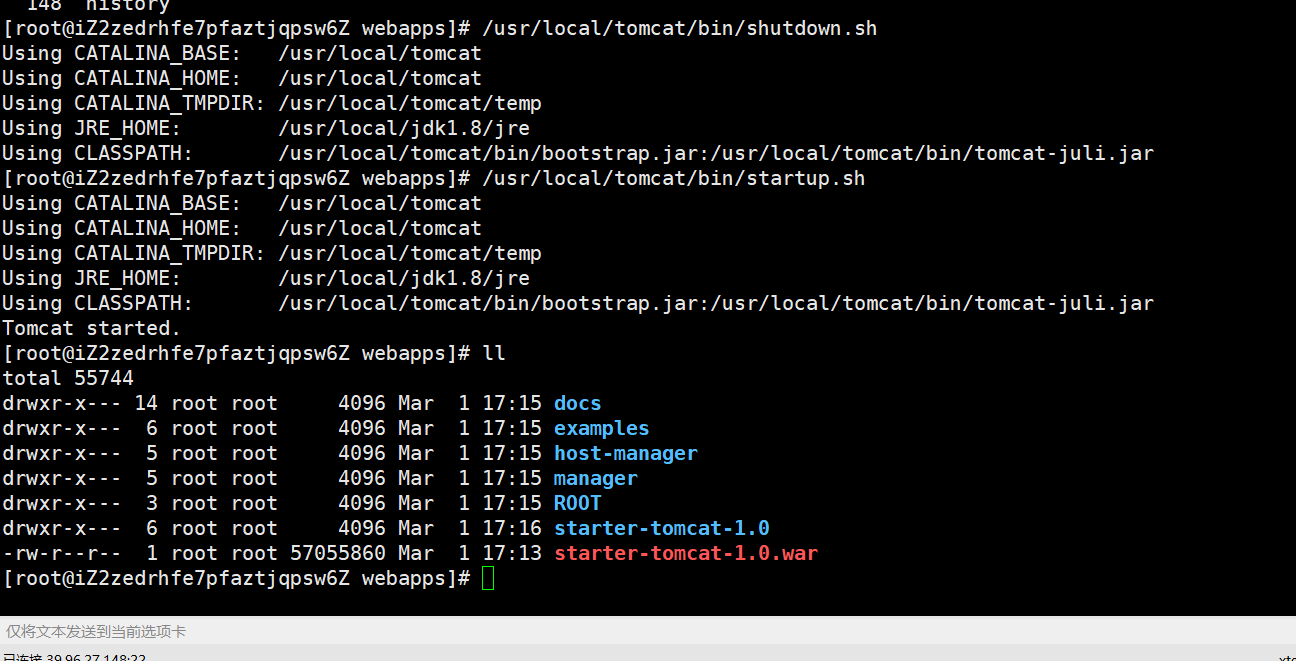 148  history
[root@iZ2zedrhfe7pfaztjqpsw6Z webapps]# /usr/local/tomcat/bin/shutdown.sh
Using CATALINA_BASE:   /usr/local/tomcat
Using CATALINA_HOME:   /usr/local/tomcat
Using CATALINA_TMPDIR: /usr/local/tomcat/temp
Using JRE_HOME:        /usr/local/jdk1.8/jre
Using CLASSPATH:       /usr/local/tomcat/bin/bootstrap.jar:/usr/local/tomcat/bin/tomcat-juli.jar
[root@iZ2zedrhfe7pfaztjqpsw6Z webapps]# /usr/local/tomcat/bin/startup.sh
Using CATALINA_BASE:   /usr/local/tomcat
Using CATALINA_HOME:   /usr/local/tomcat
Using CATALINA_TMPDIR: /usr/local/tomcat/temp
Using JRE_HOME:        /usr/local/jdk1.8/jre
Using CLASSPATH:       /usr/local/tomcat/bin/bootstrap.jar:/usr/local/tomcat/bin/tomcat-juli.jar
Tomcat started.
[root@iZ2zedrhfe7pfaztjqpsw6Z webapps]# ll
total 55744
drwxr-x--- 14 root root     4096 Mar  1 17:15 docs
drwxr-x---  6 root root     4096 Mar  1 17:15 examples
drwxr-x---  5 root root     4096 Mar  1 17:15 host-manager
drwxr-x---  5 root root     4096 Mar  1 17:15 manager
drwxr-x---  3 root root     4096 Mar  1 17:15 ROOT
drwxr-x---  6 root root     4096 Mar  1 17:16 starter-tomcat-1.0
-rw-r--r--  1 root root 57055860 Mar  1 17:13 starter-tomcat-1.0.war
[root@iZ2zedrhfe7pfaztjqpsw6Z webapps]#
仅将文本发送到当前选项卡
已连接 39.96.27.148:22